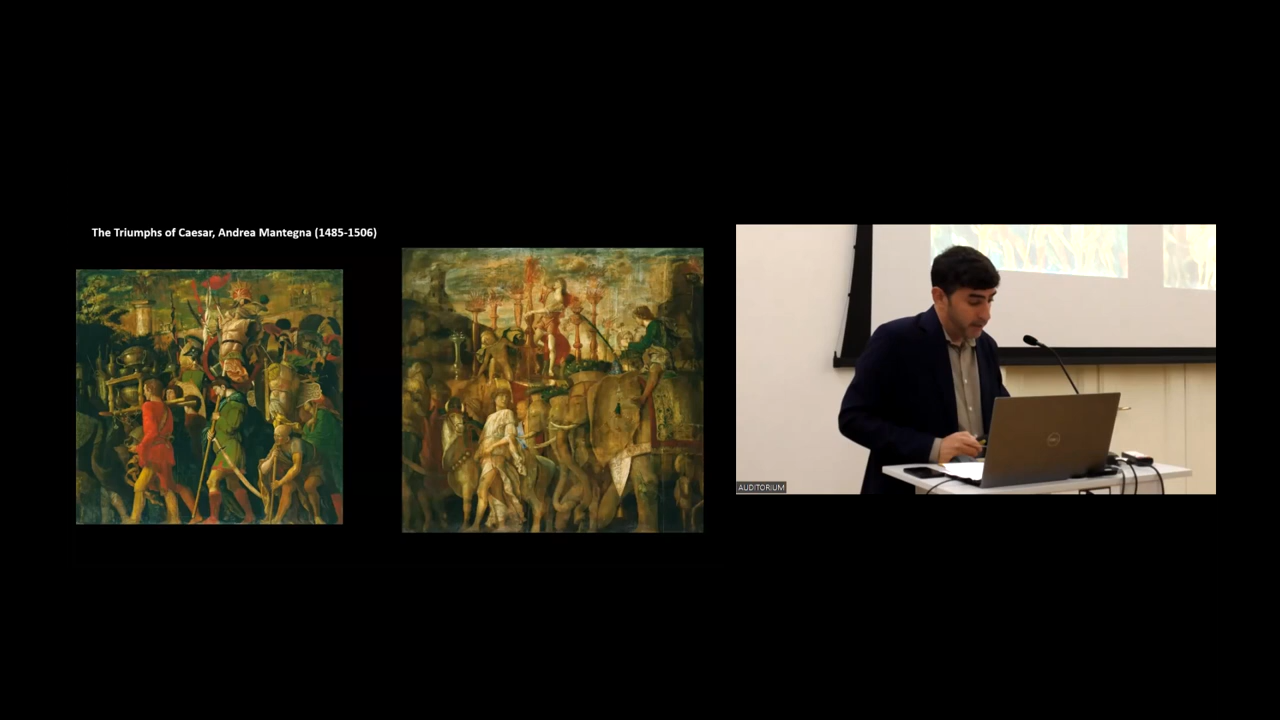 The Triumphs of Caesar, Andrea Mantegna (1485-1506)
AUDITORIUM